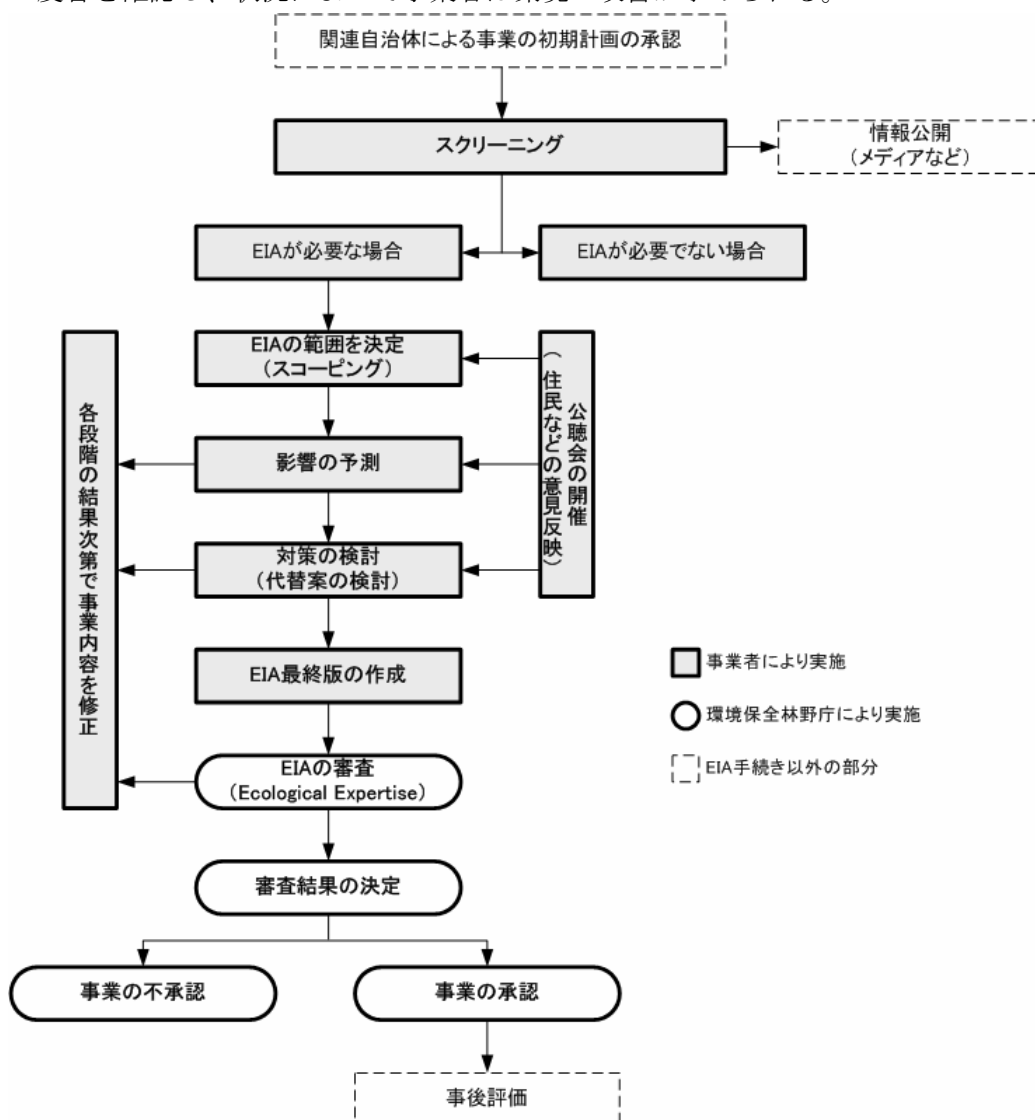 関連自治体による事業の初期計画の承認
スクリーニング
情報公開
(メディアなど)
EIAが必要な場合
EIAが必要でない場合
EIAの範囲を決定
(スコーピング)
公聴会の開催
(住民などの意見反映)
影響の予測
各段階の結果次第で事業内容を修正
対策の検討
(代替案の検討)
EIA最終版の作成
事業者により実施
環境保全林野庁により実施
EIA手続き以外の部分
EIAの審査
(Ecological Expertise)
審査結果の決定
事業の不承認
事業の承認
事後評価